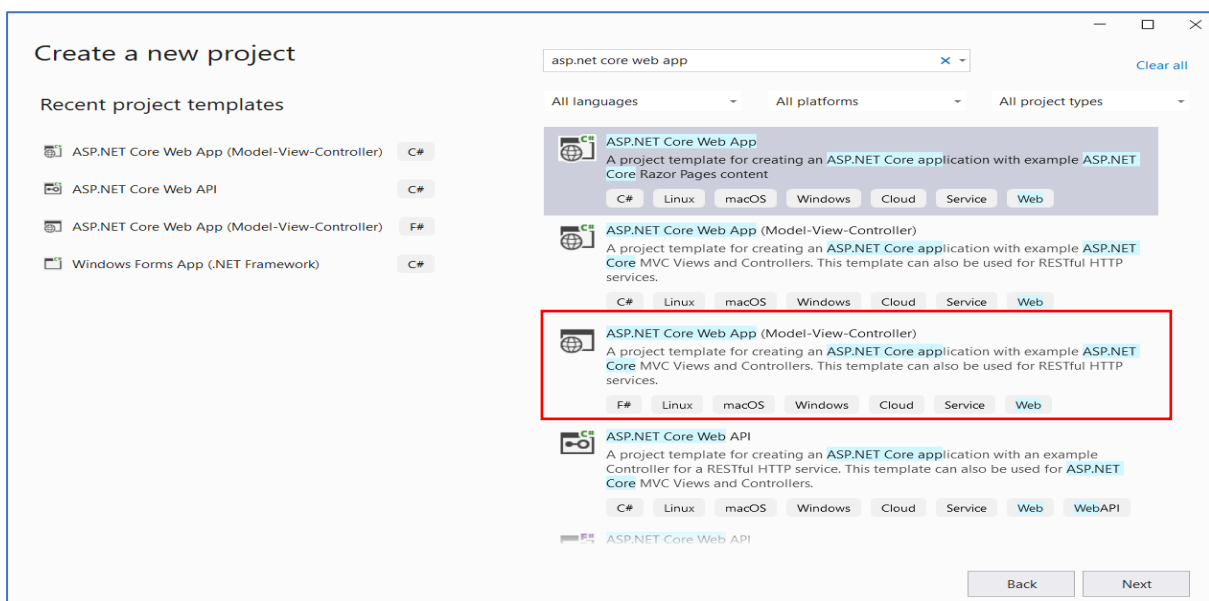 Create a new project
Recent project templates
ASP.NET Core Web App (Model-View-Controller) C#
ASP.NET Core Web API C#
ASP.NET Core Web App (Model-View-Controller) F#
Windows Forms App (.NET Framework) C#
asp.net core web app
Clear all
All languages All platforms All project types
C#
ASP.NET Core Web App
A project template for creating an ASP.NET Core application with example ASP.NET
Core Razor Pages content
C# Linux macOS Windows Cloud Service Web
C#
ASP.NET Core Web App (Model-View-Controller)
A project template for creating an ASP.NET Core application with example ASP.NET
Core MVC Views and Controllers. This template can also be used for RESTful HTTP
services.
C# Linux macOS Windows Cloud Service Web
ASP.NET Core Web App (Model-View-Controller)
A project template for creating an ASP.NET Core application with example ASP.NET
Core MVC Views and Controllers. This template can also be used for RESTful HTTP
services.
F# Linux macOS Windows Cloud Service Web
C#
ASP.NET Core Web API
A project template for creating an ASP.NET Core application with an example
Controller for a RESTful HTTP service. This template can also be used for ASP.NET
Core MVC Views and Controllers.
C# Linux macOS Windows Cloud Service Web WebAPI
F#
ASP.NET Core Web API
Back Next